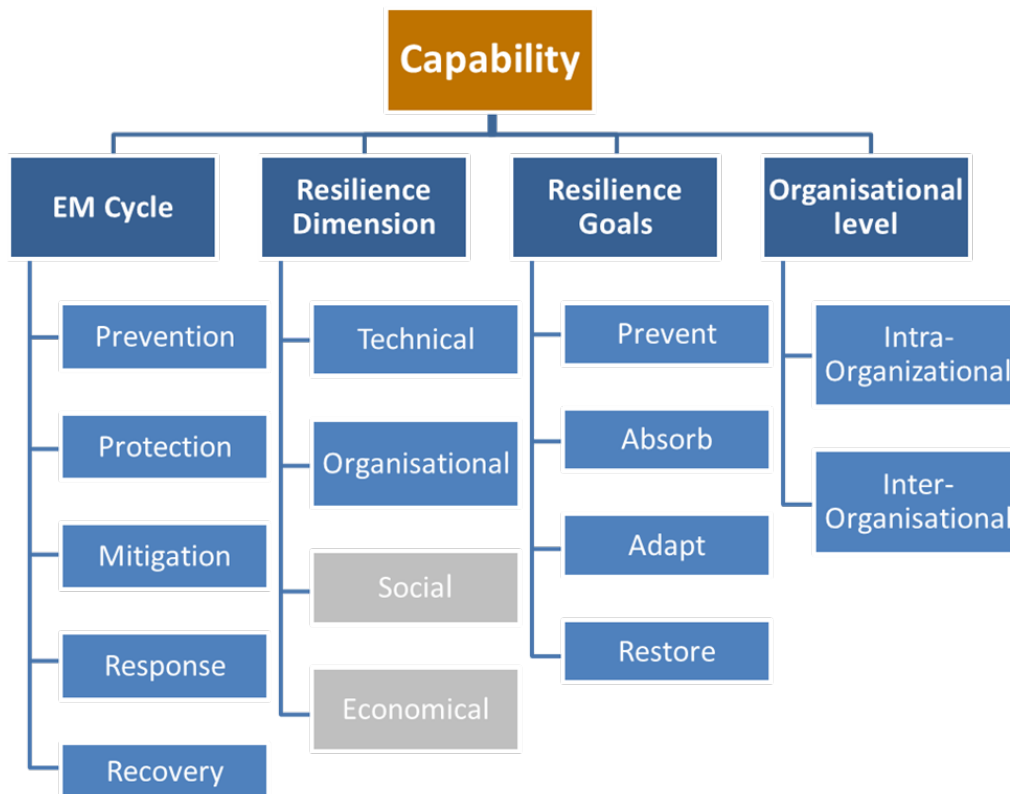 Capability
EM Cycle
Prevention
Protection
Mitigation
Response
Recovery
Resilience
Dimension
Technical
Organisational
Social
Economical
Resilience
Goals
Prevent
Absorb
Adapt
Restore
Organisational
level
Intra-
Organizational
Inter-
Organisational